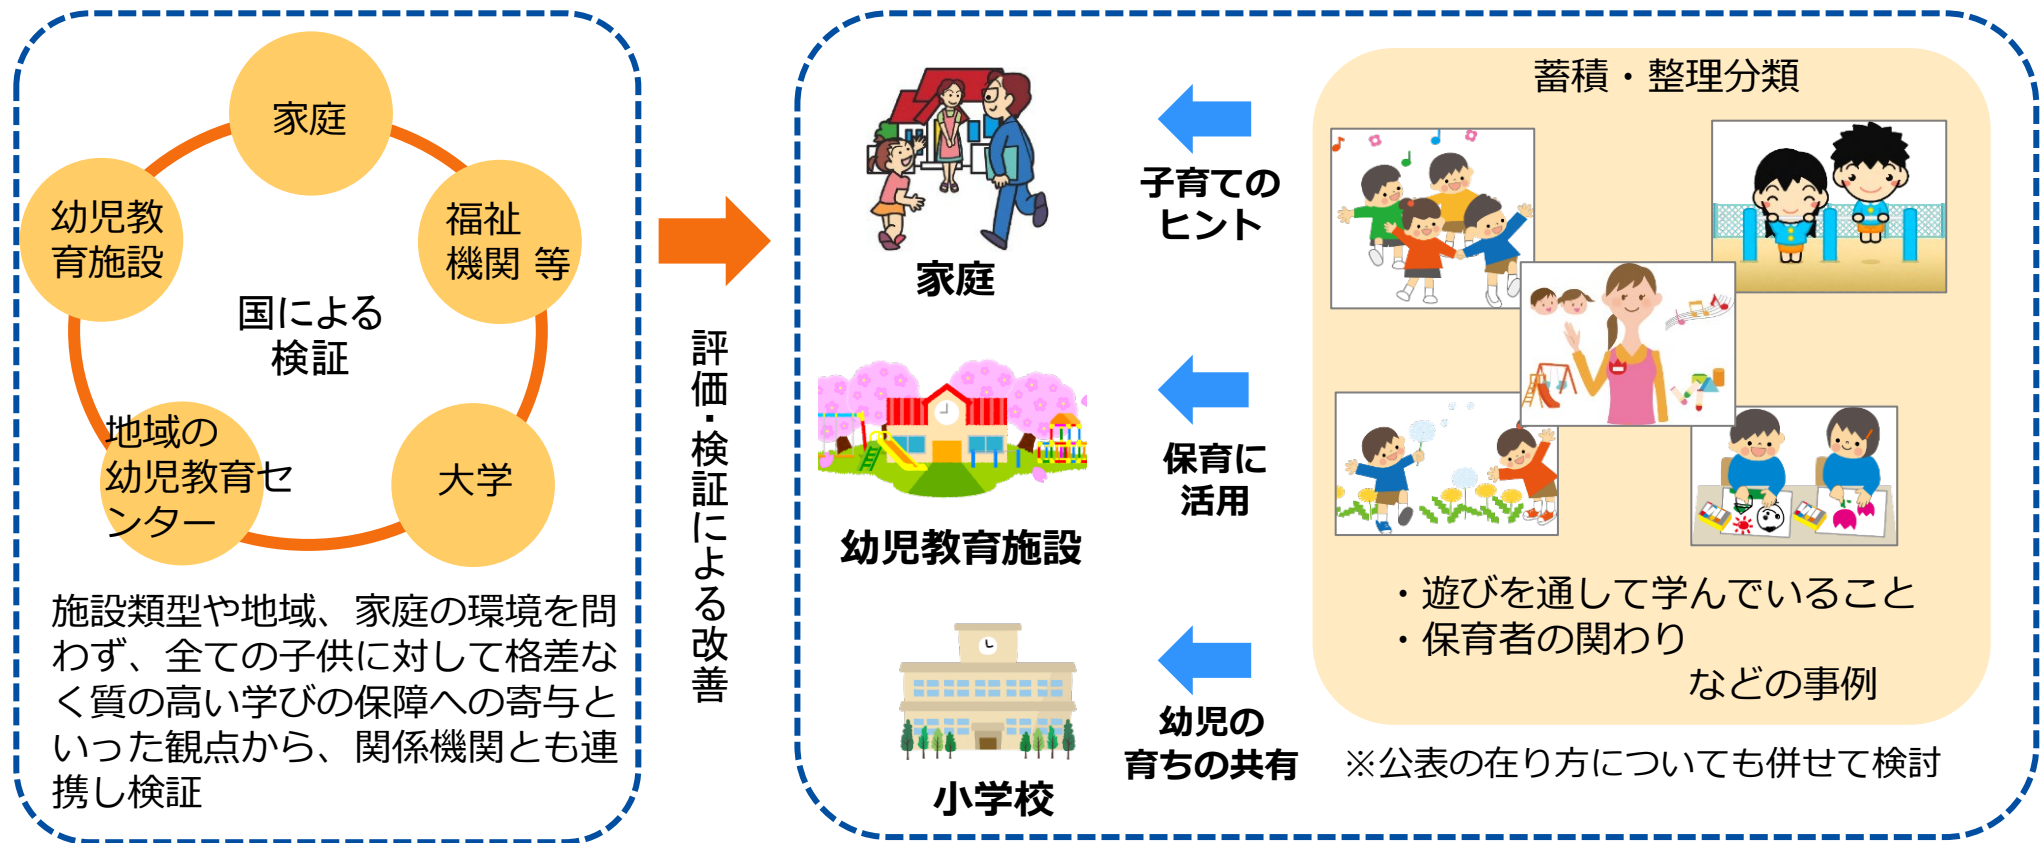 家庭
幼児教
育施設
福祉
機関 等
国による
検証
地域の
幼児教育セ
ンター
大学
施設類型や地域、家庭の環境を問
わず、全ての子供に対して格差な
く質の高い学びの保障への寄与と
いった観点から、関係機関とも連
携し検証
評価・検証による改善
家庭
幼児教育施設
小学校
子育ての
ヒント
保育に
活用
幼児の
育ちの共有
蓄積・整理分類
・遊びを通して学んでいること
・保育者の関わり
などの事例
※公表の在り方についても併せて検討